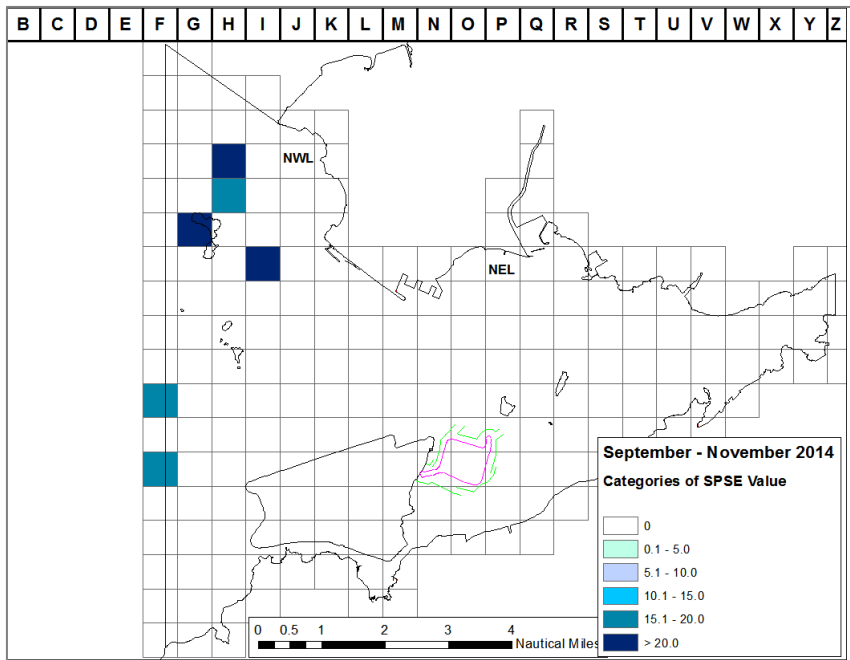 B C D E F G H I J K L M N O P Q R S T U V W X Y Z
NWL
NEL
September - November 2014
Categories of SPSE Value
0
0.1 - 5.0
5.1 - 10.0
10.1 - 15.0
15.1 - 20.0
> 20.0
0 0.5 1 2 3 4
Nautical Miles